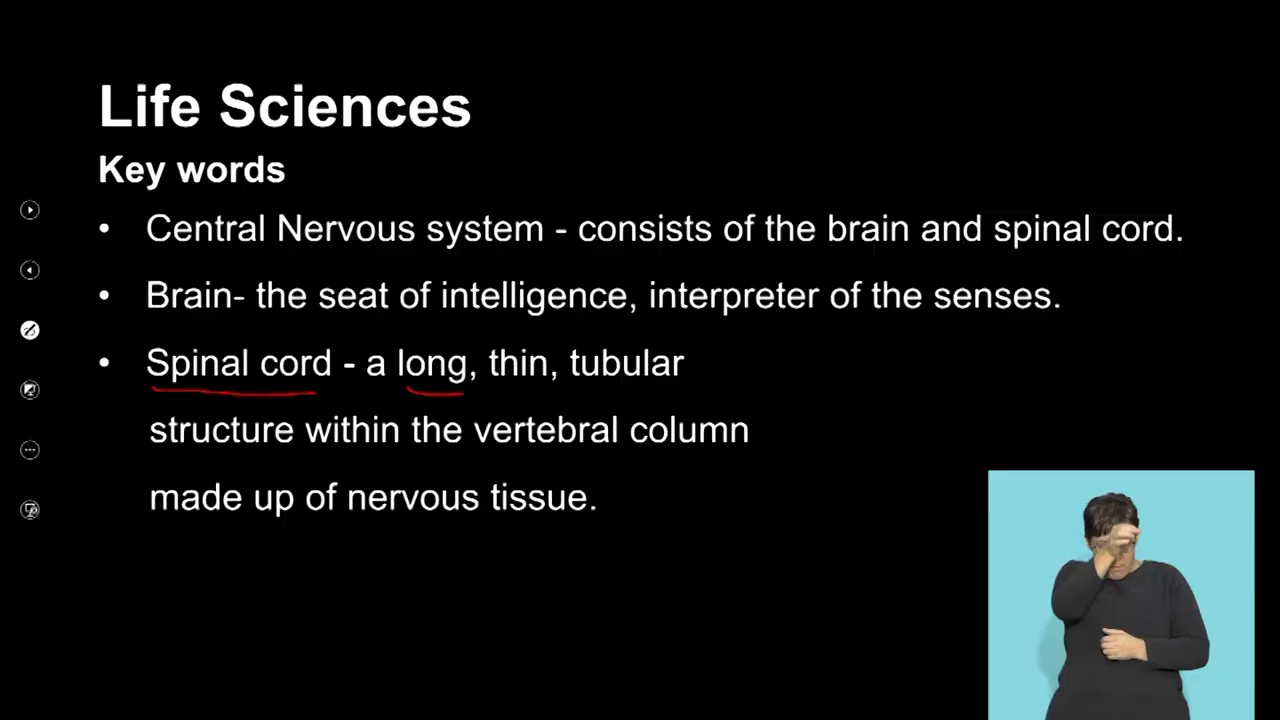 Life Sciences
Key words
• Central Nervous system - consists of the brain and spinal cord.
• Brain- the seat of intelligence, interpreter of the senses.
• Spinal cord - a long, thin, tubular
structure within the vertebral column
made up of nervous tissue.